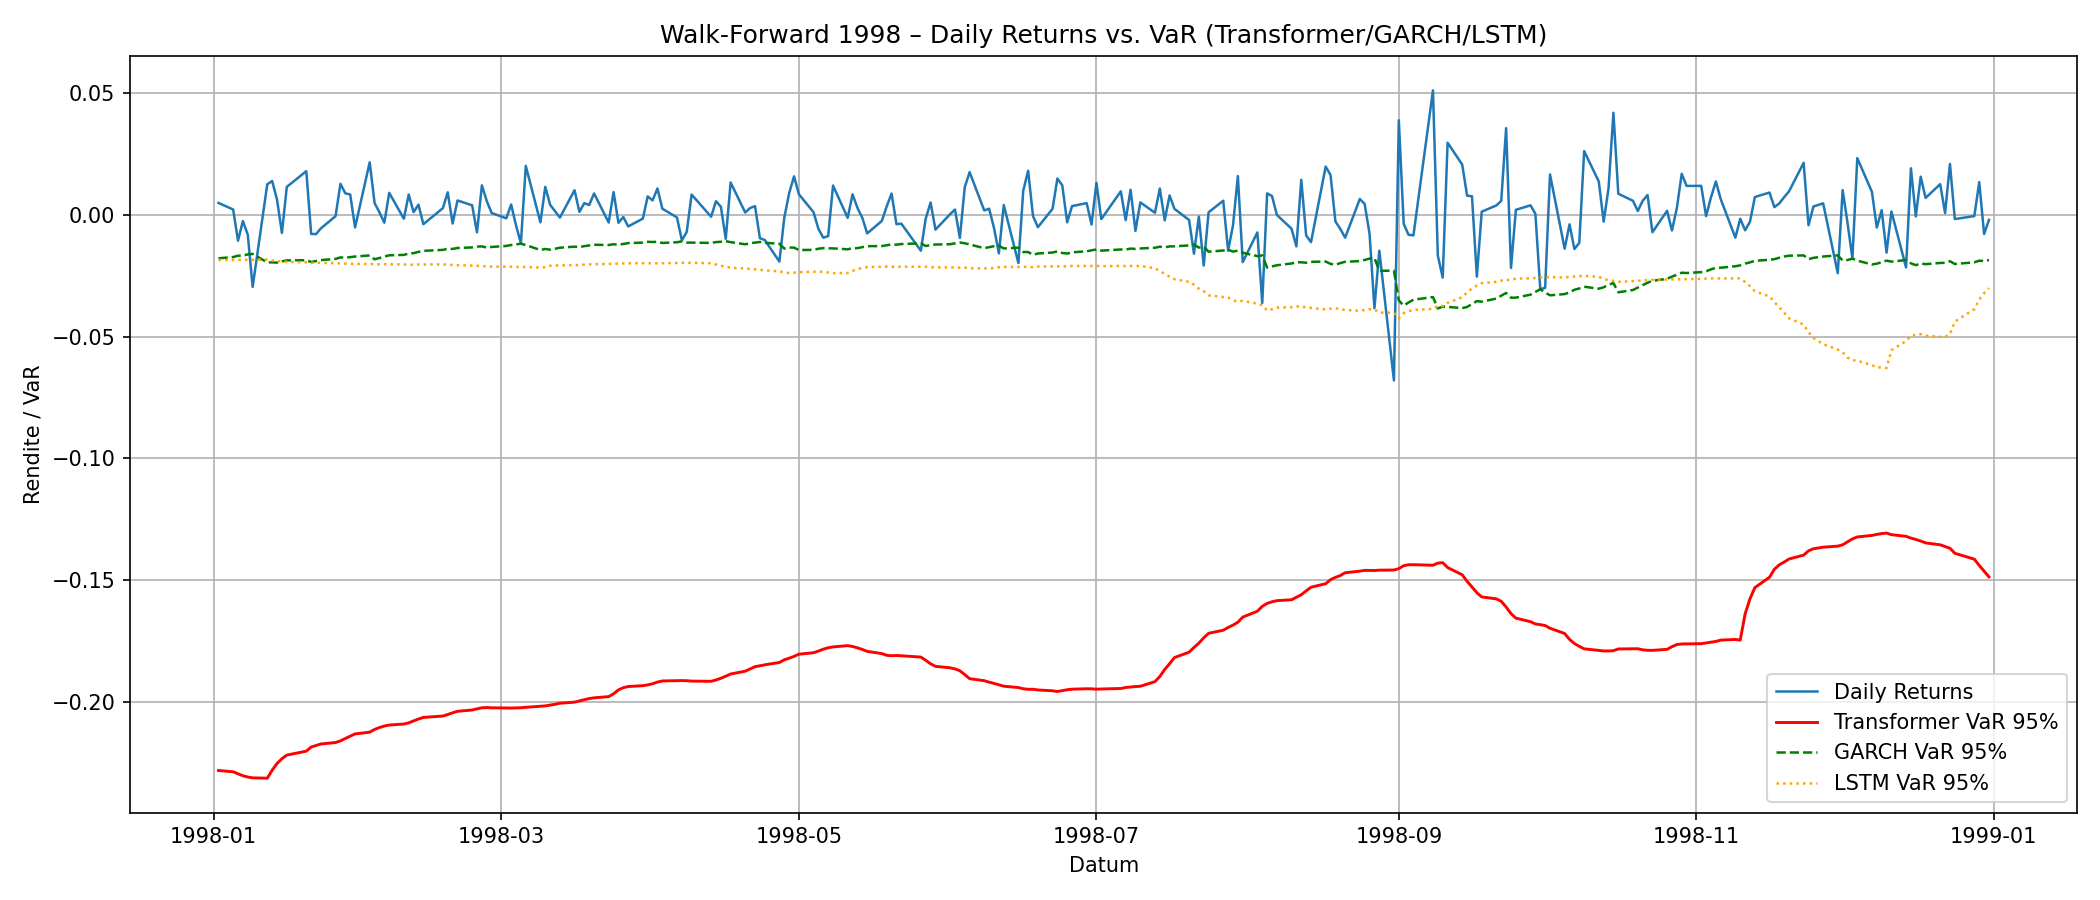 Walk-Forward 1998 – Daily Returns vs. VaR (Transformer/GARCH/LSTM)
Rendite / VaR
0.05
0.00
−0.05
−0.10
−0.15
−0.20
Daily Returns
Transformer VaR 95%
GARCH VaR 95%
LSTM VaR 95%
1998-01
1998-03
1998-05
1998-07
1998-09
1998-11
1999-01
Datum